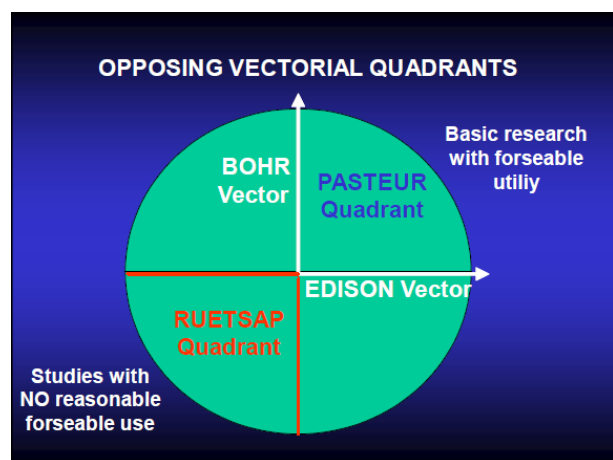 OPPOSING VECTORIAL QUADRANTS
BOHR
Vector
PASTEUR
Quadrant
Basic research
with forseable
utiliy
EDISON Vector
RUETSAP
Quadrant
Studies with
NO reasonable
forseable use